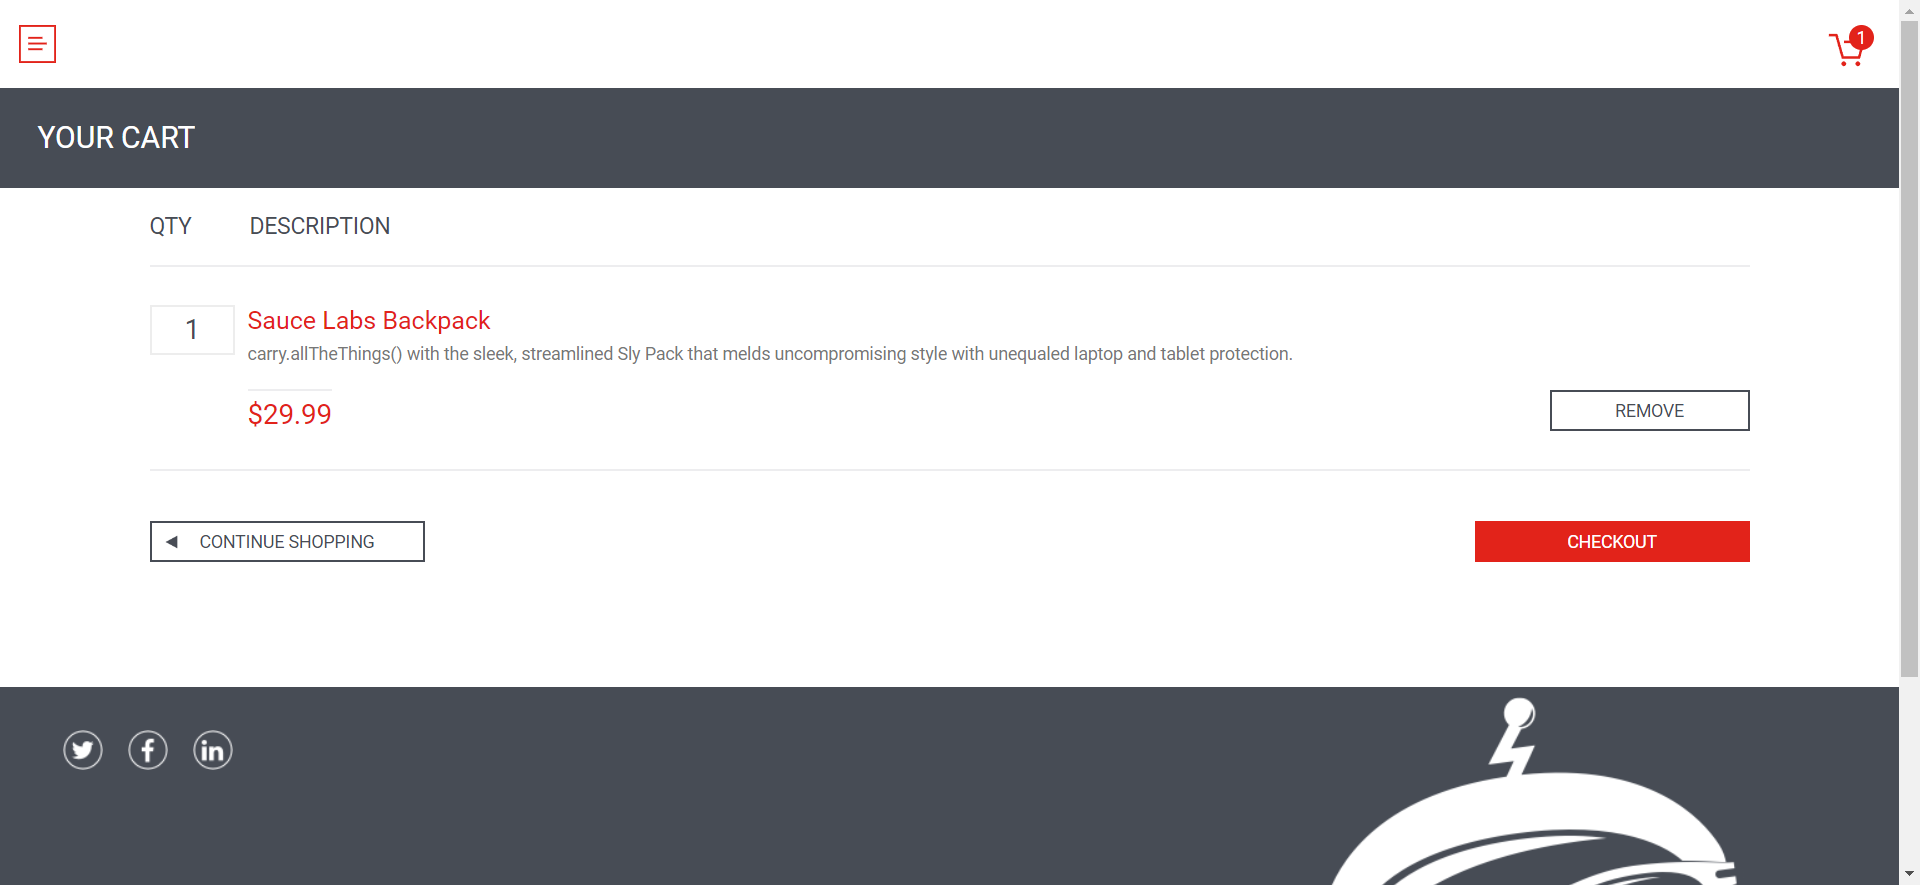 1
YOUR CART
QTY DESCRIPTION
1 Sauce Labs Backpack
carry.allTheThings() with the sleek, streamlined Sly Pack that melds uncompromising style with unequaled laptop and tablet protection.
$29.99 REMOVE
CONTINUE SHOPPING CHECKOUT